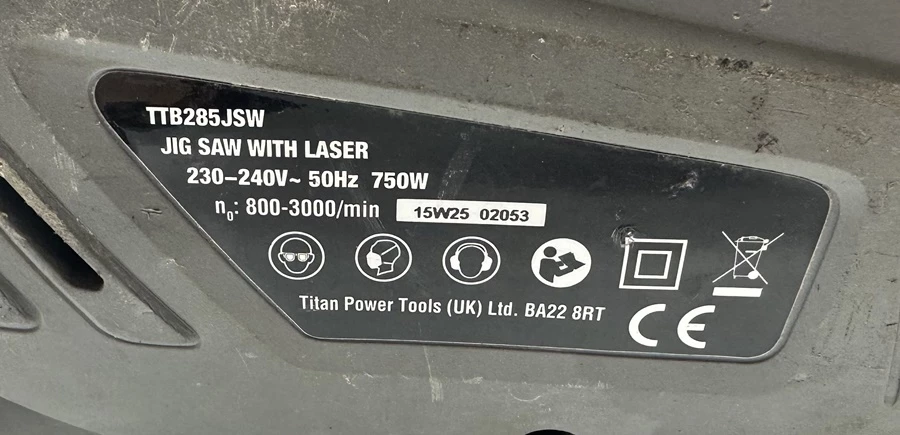 TTB285JSW
JIG SAW WITH LASER
230–240V~ 50Hz 750W
n₀: 800-3000/min 15W25 02053
Titan Power Tools (UK) Ltd. BA22 8RT
CE